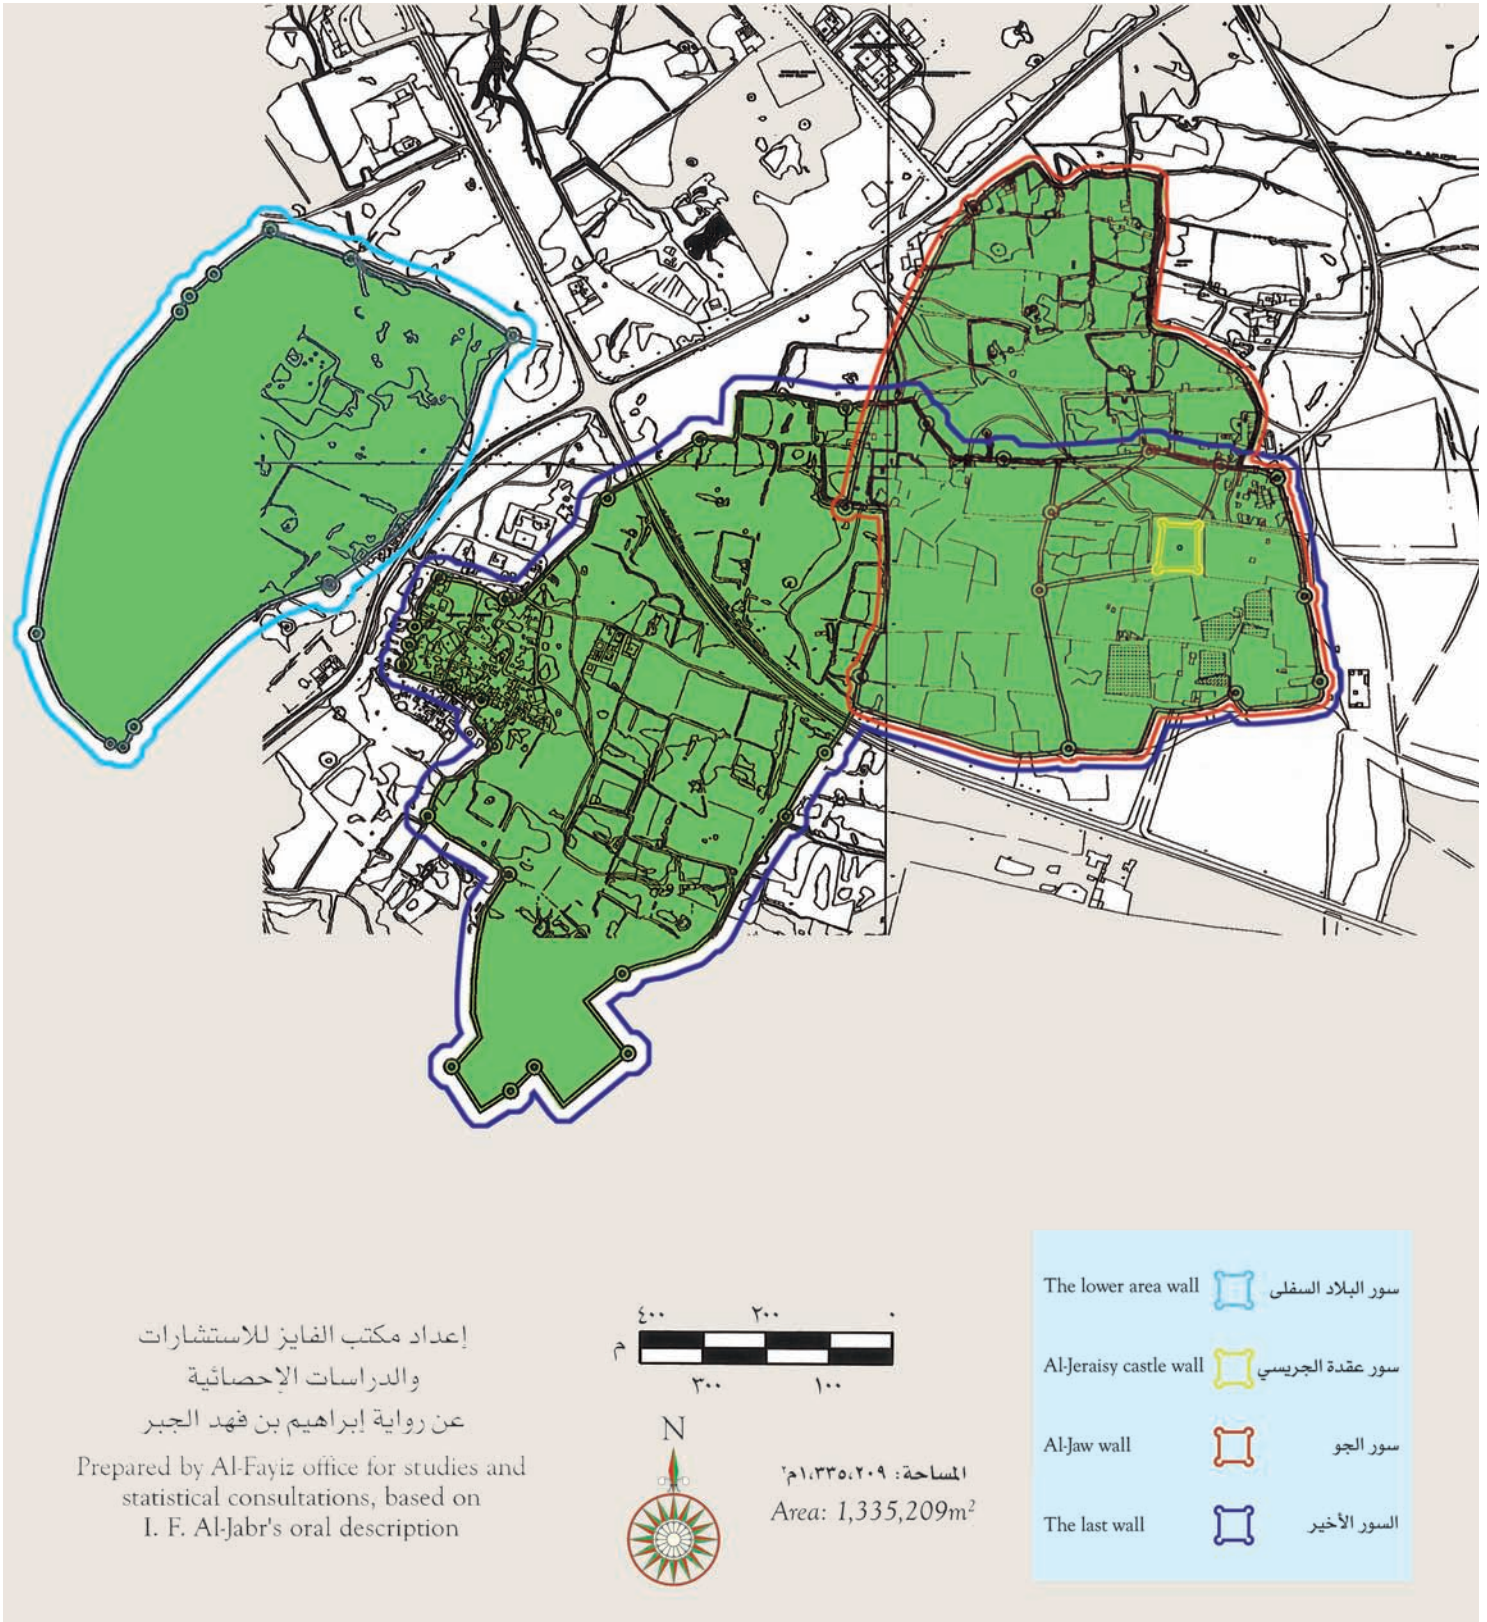 The lower area wall
سور البلاد السفلى
Al-Jeraisy castle wall
سور عقدة الجريسي
Al-Jaw wall
سور الجو
The last wall
السور الأخير
٤٠٠ ٢٠٠ ٠
م
٣٠٠ ١٠٠
N
المساحة: ١،٣٣٥،٢٠٩م٢
Area: 1,335,209m²
إعداد مكتب الفايز للاستشارات
والدراسات الإحصائية
عن رواية إبراهيم بن فهد الجبر
Prepared by Al-Fayiz office for studies and
statistical consultations, based on
I. F. Al-Jabr's oral description